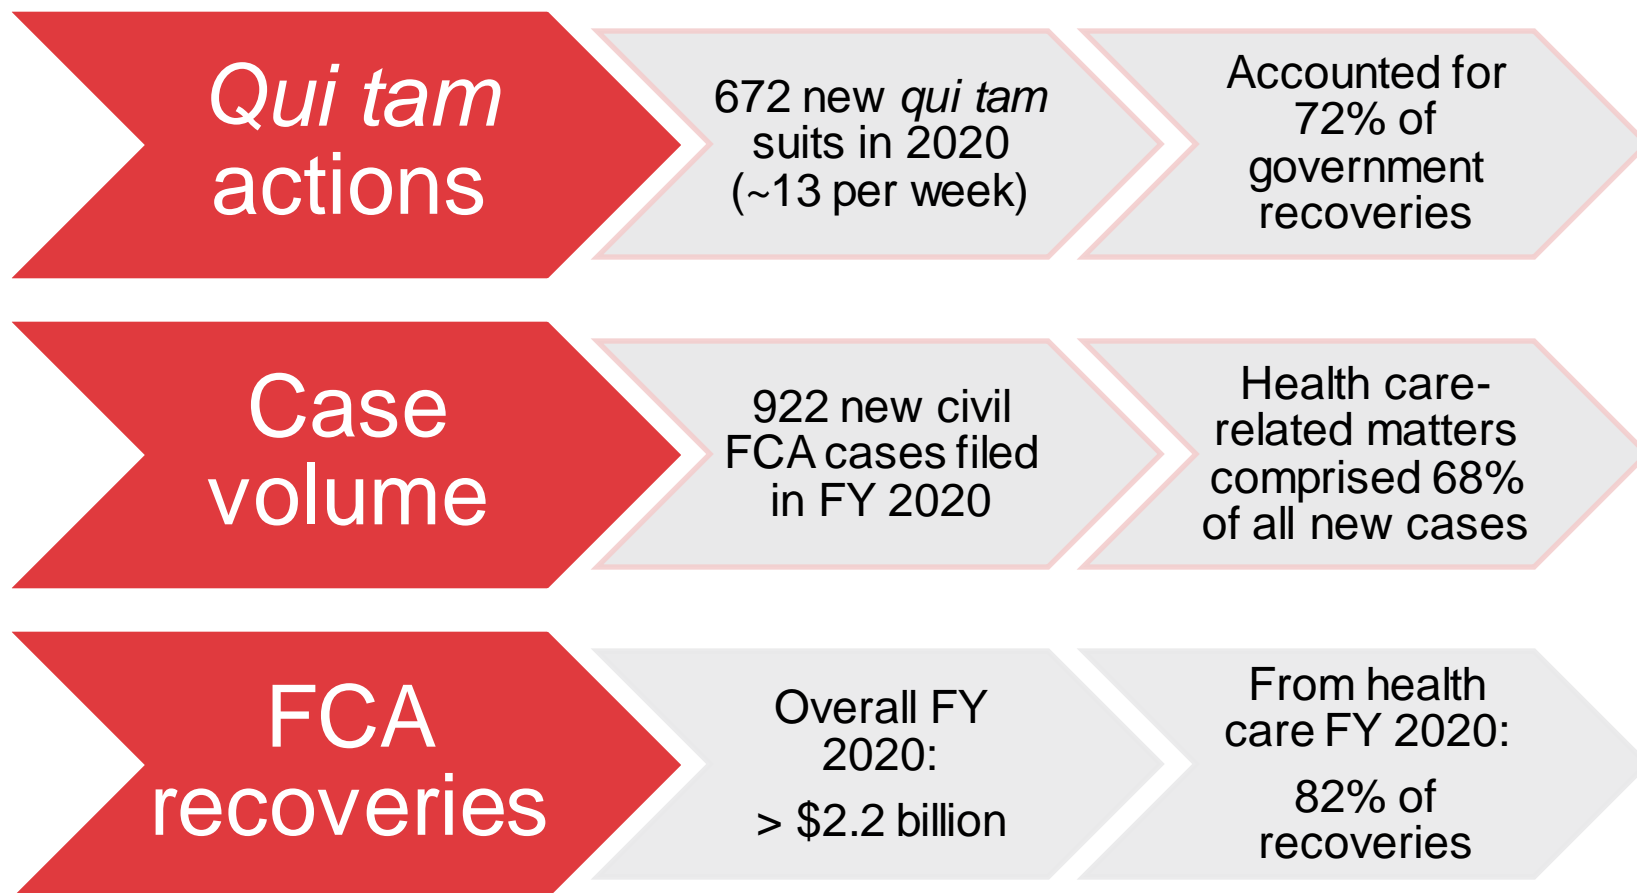 Qui tam
actions
672 new qui tam
suits in 2020
(~13 per week)
Accounted for
72% of
government
recoveries
Case
volume
922 new civil
FCA cases filed
in FY 2020
Health care-
related matters
comprised 68%
of all new cases
FCA
recoveries
Overall FY
2020:
> $2.2 billion
From health
care FY 2020:
82% of
recoveries